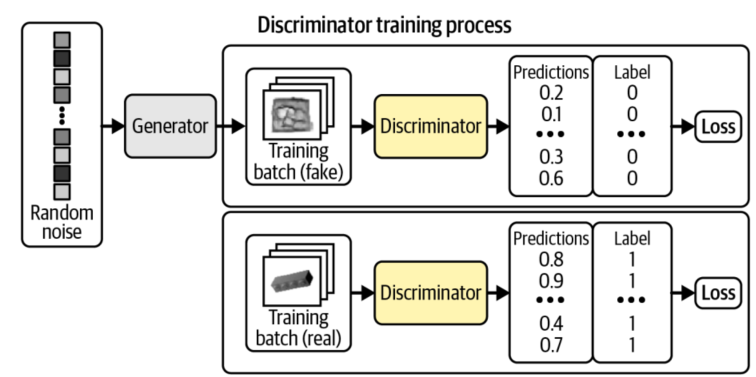 Discriminator training process
Random
noise
Generator
Training
batch (fake)
Discriminator
Predictions Label
0.2 0
0.1 0
••• •••
0.3 0
0.6 0
Loss
Training
batch (real)
Discriminator
Predictions Label
0.8 1
0.9 1
••• •••
0.4 1
0.7 1
Loss